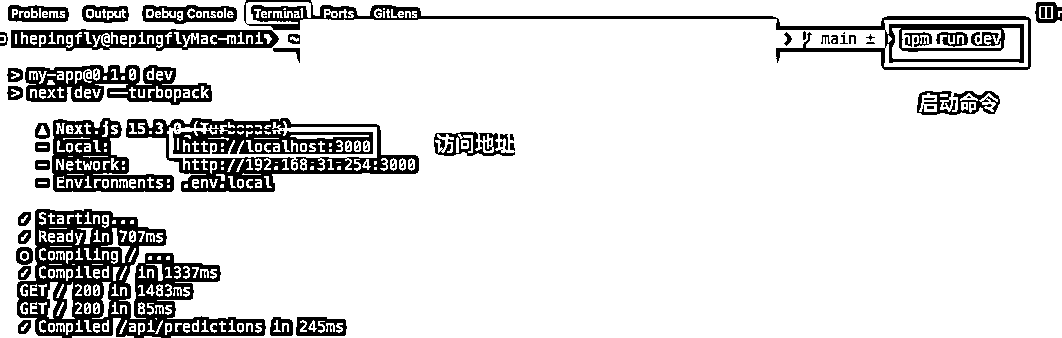 Problems Output Debug Console Terminal Ports GitLens
hepingfly@hepingflyMac-mini ~ main ± npm run dev
> my-app@0.1.0 dev
> next dev --turbopack
启动命令
▲ Next.js 15.3.0 (Turbopack)
- Local: http://localhost:3000
访问地址
- Network: http://192.168.31.254:3000
- Environments: .env.local
✓ Starting...
✓ Ready in 707ms
○ Compiling / ...
✓ Compiled / in 1337ms
GET / 200 in 1483ms
GET / 200 in 85ms
✓ Compiled /api/predictions in 245ms